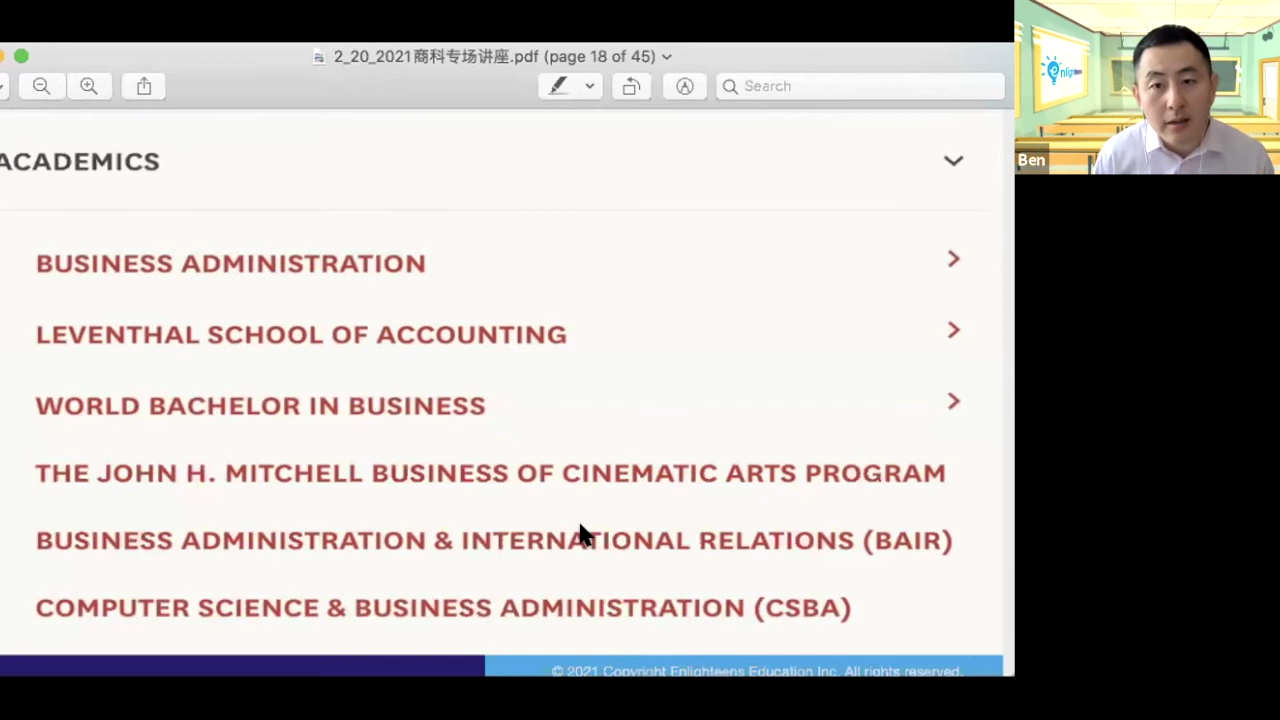 2_20_2021商科专场讲座.pdf (page 18 of 45)
Search
ACADEMICS
BUSINESS ADMINISTRATION
LEVENTHAL SCHOOL OF ACCOUNTING
WORLD BACHELOR IN BUSINESS
THE JOHN H. MITCHELL BUSINESS OF CINEMATIC ARTS PROGRAM
BUSINESS ADMINISTRATION & INTERNATIONAL RELATIONS (BAIR)
COMPUTER SCIENCE & BUSINESS ADMINISTRATION (CSBA)
© 2021 Copyright Enlighteens Education Inc. All rights reserved.
Ben